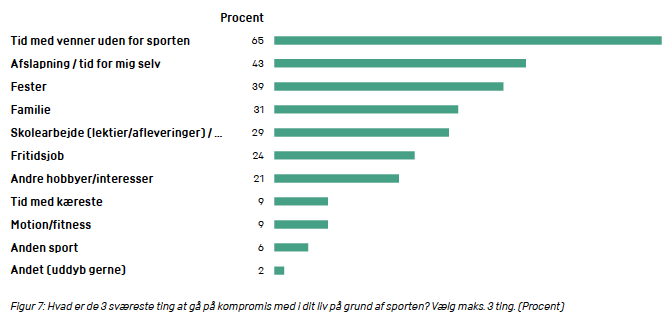 Procent
Tid med venner uden for sporten 65
Afslapning / tid for mig selv 43
Fester 39
Familie 31
Skolearbejde (lektier/afleveringer) / ... 29
Fritidsjob 24
Andre hobbyer/interesser 21
Tid med kæreste 9
Motion/fitness 9
Anden sport 6
Andet (uddyb gerne) 2
Figur 7: Hvad er de 3 sværeste ting at gå på kompromis med i dit liv på grund af sporten? Vælg maks. 3 ting. (Procent)